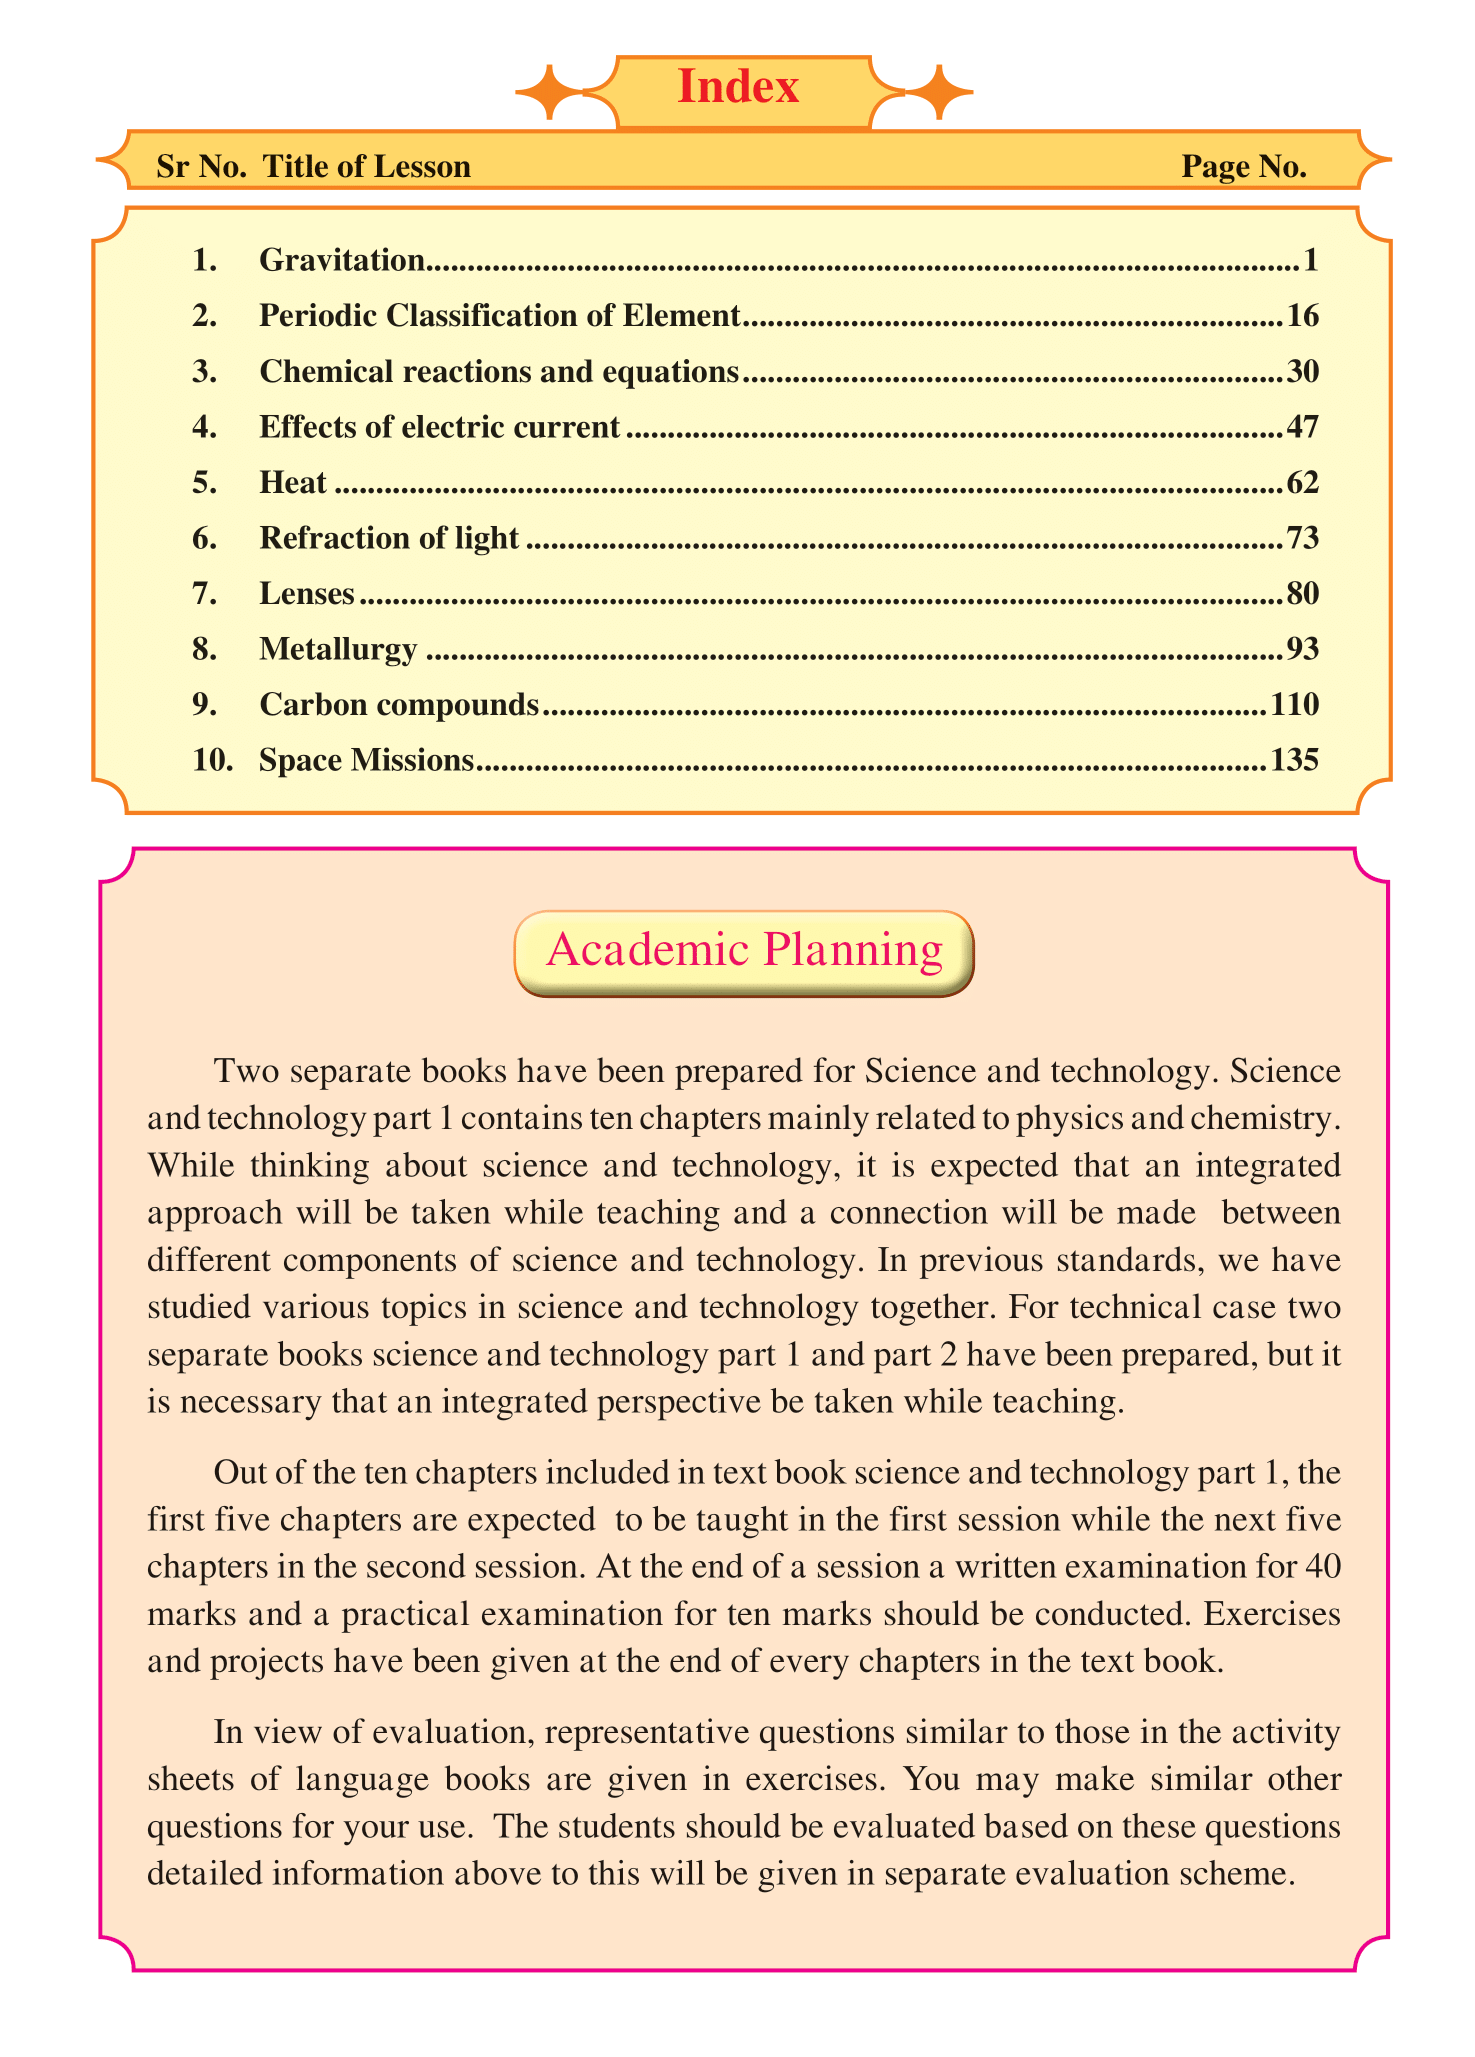 Index
Sr No. Title of Lesson Page No.
1. Gravitation.........................................................................................................1
2. Periodic Classification of Element.................................................................16
3. Chemical reactions and equations.................................................................30
4. Effects of electric current ...............................................................................47
5. Heat ..................................................................................................................62
6. Refraction of light ...........................................................................................73
7. Lenses...............................................................................................................80
8. Metallurgy .......................................................................................................93
9. Carbon compounds.......................................................................................110
10. Space Missions...............................................................................................135
Academic Planning
Two separate books have been prepared for Science and technology. Science
and technology part 1 contains ten chapters mainly related to physics and chemistry.
While thinking about science and technology, it is expected that an integrated
approach will be taken while teaching and a connection will be made between
different components of science and technology. In previous standards, we have
studied various topics in science and technology together. For technical case two
separate books science and technology part 1 and part 2 have been prepared, but it
is necessary that an integrated perspective be taken while teaching.
Out of the ten chapters included in text book science and technology part 1, the
first five chapters are expected to be taught in the first session while the next five
chapters in the second session. At the end of a session a written examination for 40
marks and a practical examination for ten marks should be conducted. Exercises
and projects have been given at the end of every chapters in the text book.
In view of evaluation, representative questions similar to those in the activity
sheets of language books are given in exercises. You may make similar other
questions for your use. The students should be evaluated based on these questions
detailed information above to this will be given in separate evaluation scheme.